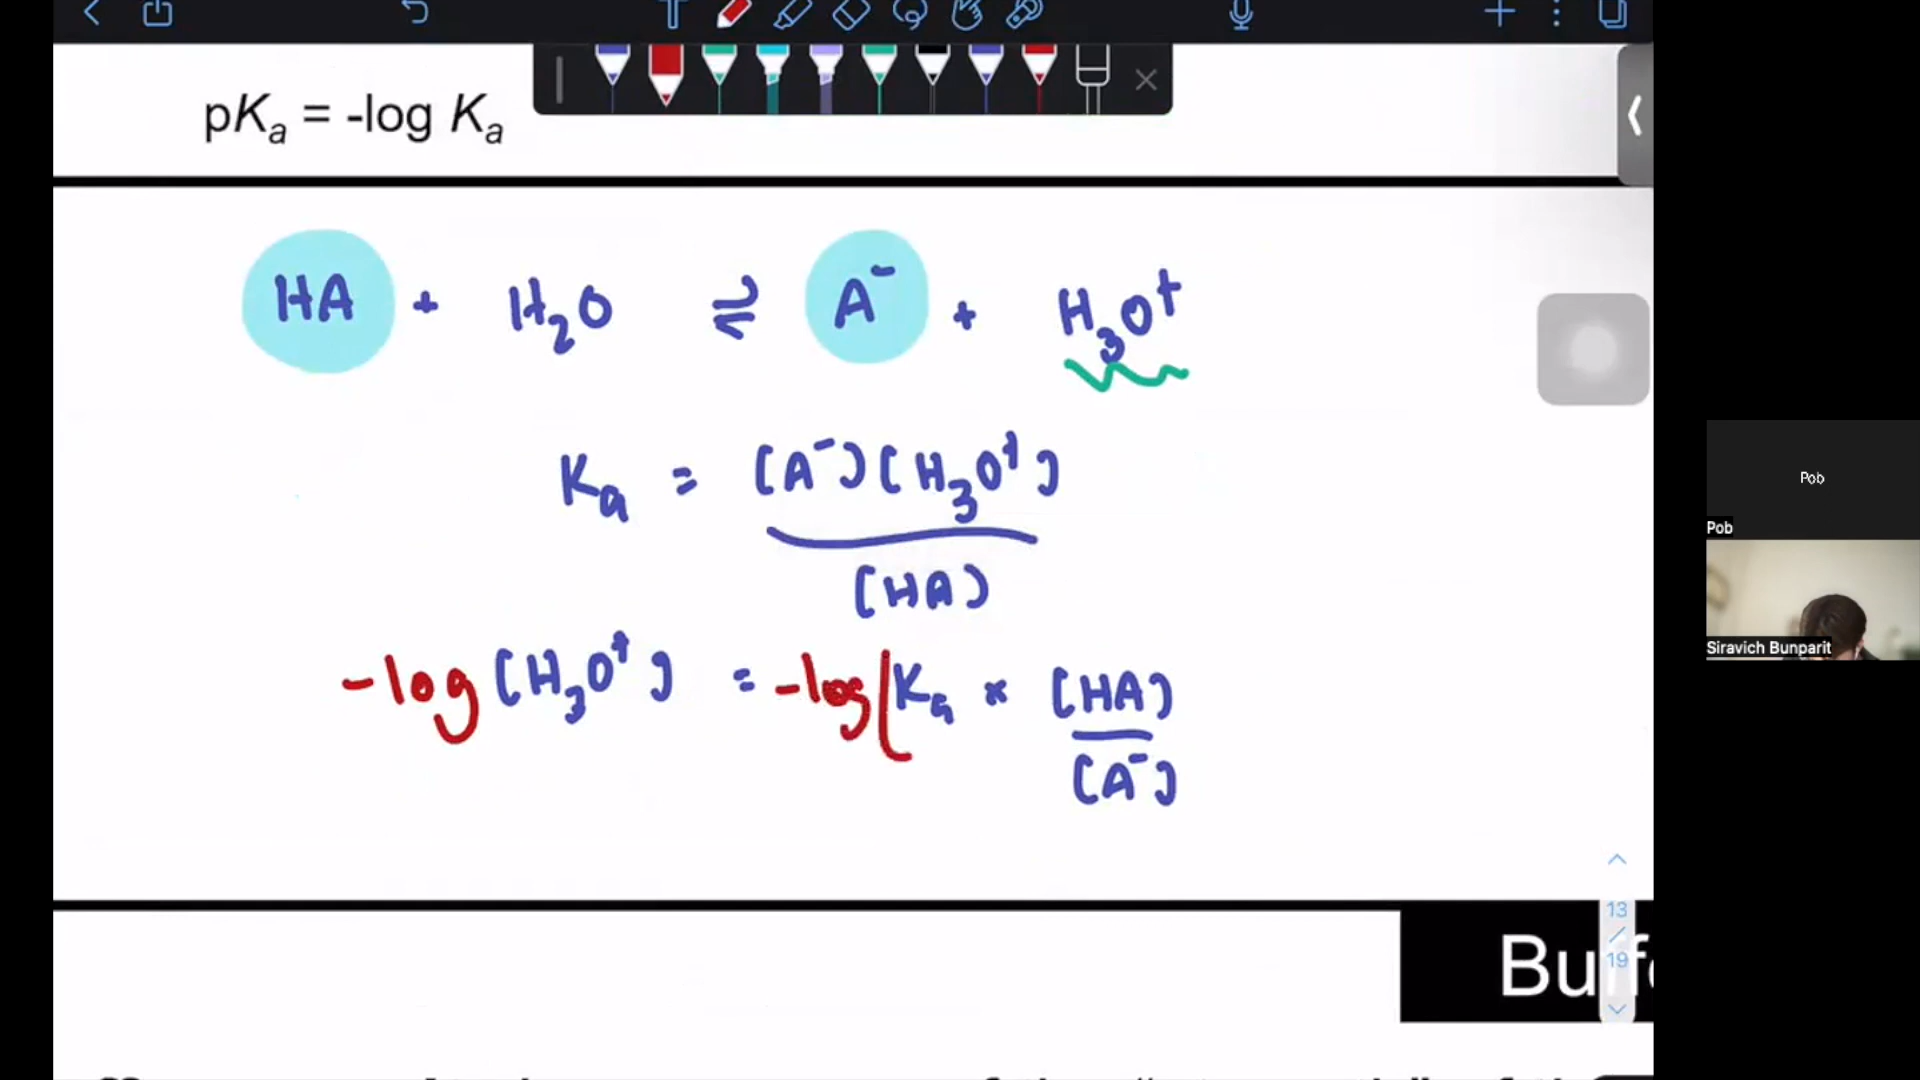 pKₐ = -log Kₐ
HA + H₂O ⇌ A⁻ + H₃O⁺
Kₐ = [A⁻][H₃O⁺]
[HA]
-log [H₃O⁺] = -log(Kₐ × [HA]
[A⁻]
Pob
Pob
Siravich Bunparit
13
/
19